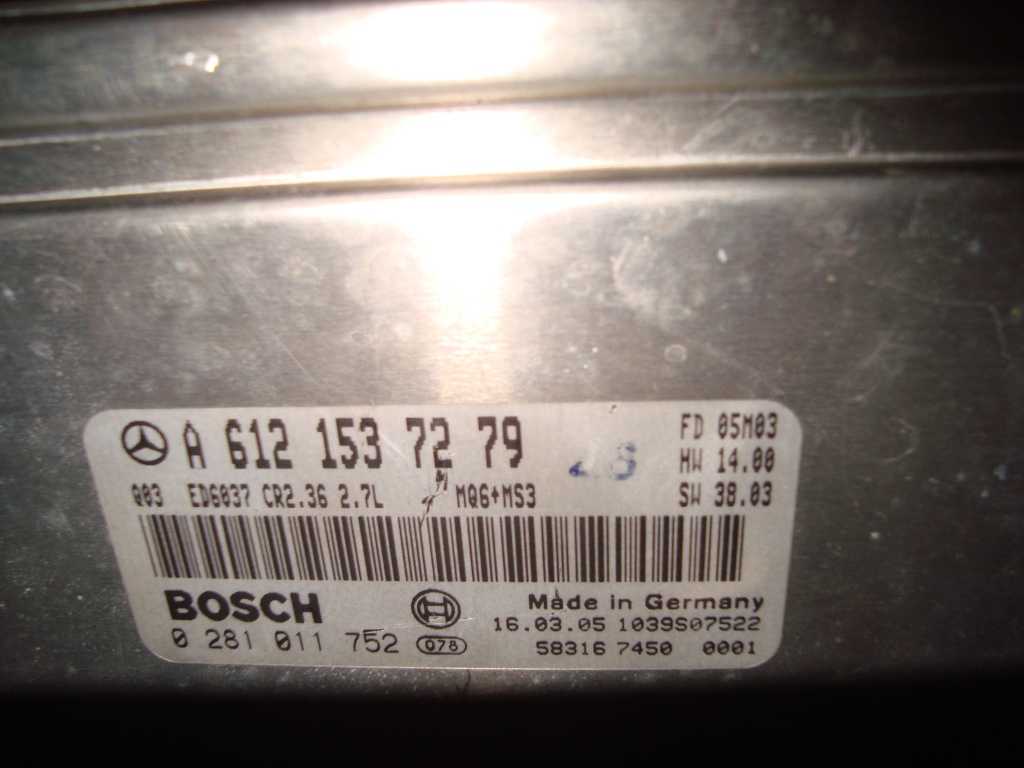 A 612 153 72 79
FD 05M03
HW 14.00
SW 38.03
Q03 ED6037 CR2.36 2.7L MQ6+MS3
BOSCH
0 281 011 752 Q78
Made in Germany
16.03.05 1039S07522
58316 7450 0001